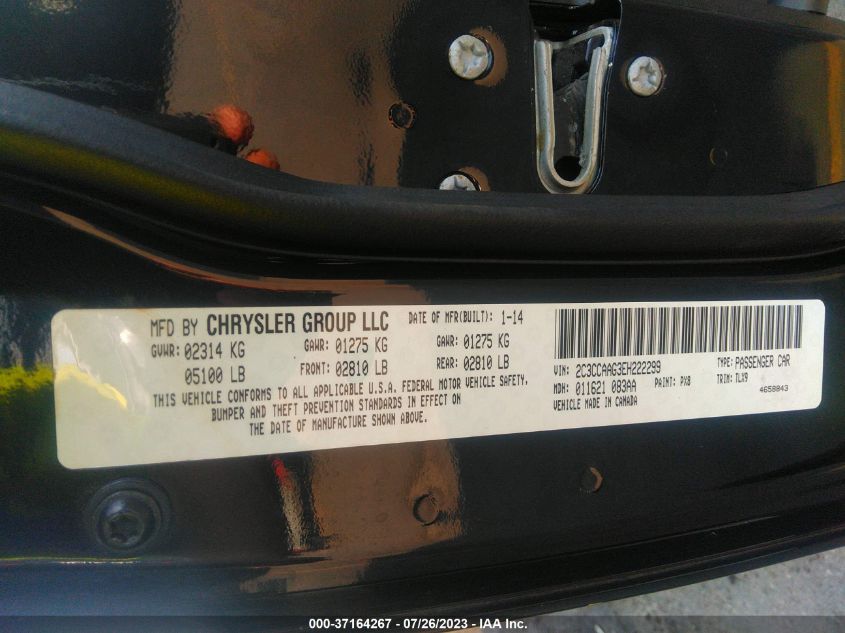 MFD BY CHRYSLER GROUP LLC DATE OF MFR(BUILT): 1-14
GVWR: 02314 KG GAWR: 01275 KG GAWR: 01275 KG
05100 LB FRONT: 02810 LB REAR: 02810 LB
THIS VEHICLE CONFORMS TO ALL APPLICABLE U.S.A. FEDERAL MOTOR VEHICLE SAFETY,
BUMPER AND THEFT PREVENTION STANDARDS IN EFFECT ON
THE DATE OF MANUFACTURE SHOWN ABOVE.
VIN: 2C3CCAAG3EH222299 TYPE: PASSENGER CAR
MDH: 011621 083AA PAINT: PX8 TRIM: TLX9
VEHICLE MADE IN CANADA 4658843
000-37164267 - 07/26/2023 - IAA Inc.